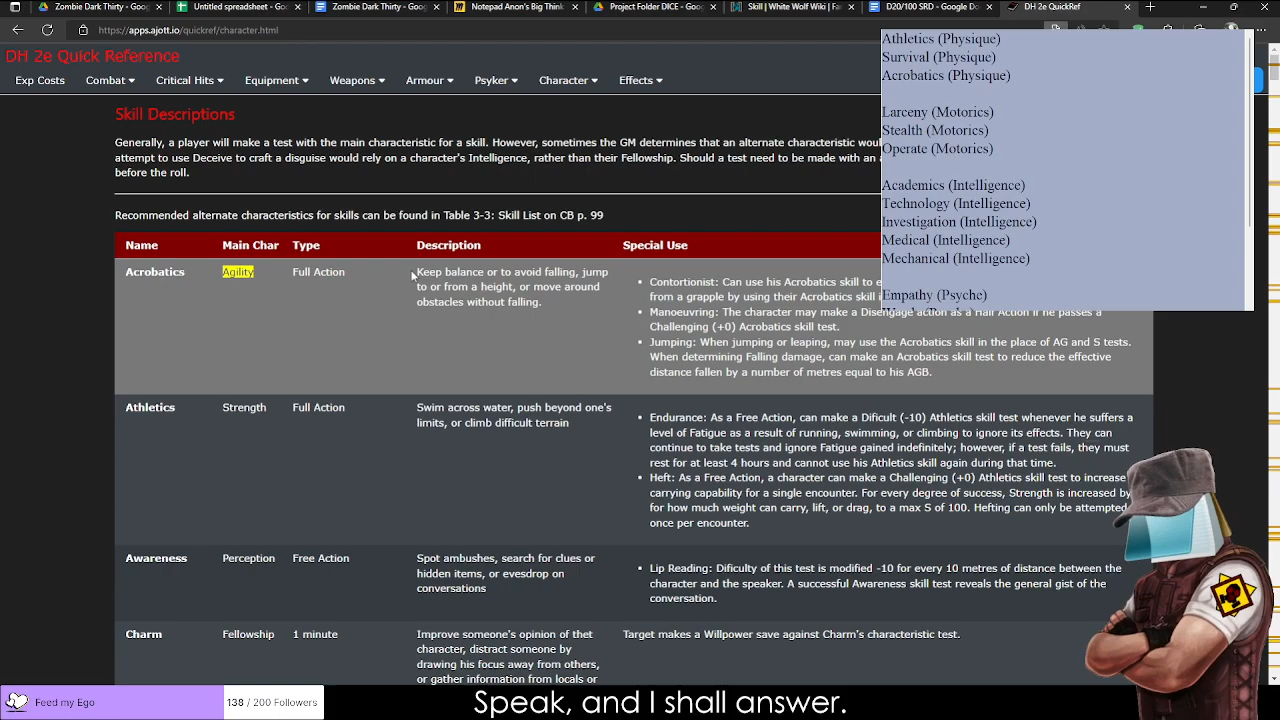 Zombie Dark Thirty - Goog
Untitled spreadsheet - Goog
Zombie Dark Thirty - Goog
Notepad Anon's Big Think
Project Folder DICE - Goog
Skill | White Wolf Wiki | Fan
D20/100 SRD - Google Do
DH 2e Quick Reference
https://apps.ajott.io/quickref/character.html
DH 2e Quick Reference
Exp Costs
Combat
Critical Hits
Equipment
Weapons
Armour
Psyker
Character
Effects
Athletics (Physique)
Survival (Physique)
Acrobatics (Physique)
Larceny (Motorics)
Stealth (Motorics)
Operate (Motorics)
Academics (Intelligence)
Technology (Intelligence)
Investigation (Intelligence)
Medical (Intelligence)
Mechanical (Intelligence)
Empathy (Psyche)
Skill Descriptions
Generally, a player will make a test with the main characteristic for a skill. However, sometimes the GM determines that an alternate characteristic would
attempt to use Deceive to craft a disguise would rely on a character's Intelligence, rather than their Fellowship. Should a test need to be made with an alte
before the roll.
Recommended alternate characteristics for skills can be found in Table 3-3: Skill List on CB p. 99
Name Main Char Type Description Special Use
Acrobatics Agility Full Action
Keep balance or to avoid falling, jump
to or from a height, or move around
obstacles without falling.
Contortionist: Can use his Acrobatics skill to e
from a grapple by using their Acrobatics skill i
Manoeuvring: The character may make a Disengage action as a Half Action if he passes a
Challenging (+0) Acrobatics skill test.
Jumping: When jumping or leaping, may use the Acrobatics skill in the place of AG and S tests.
When determining Falling damage, can make an Acrobatics skill test to reduce the effective
distance fallen by a number of metres equal to his AGB.
Athletics Strength Full Action
Swim across water, push beyond one's
limits, or climb difficult terrain
Endurance: As a Free Action, can make a Dificult (-10) Athletics skill test whenever he suffers a
level of Fatigue as a result of running, swimming, or climbing to ignore its effects. They can
continue to take tests and ignore Fatigue gained indefinitely; however, if a test fails, they must
rest for at least 4 hours and cannot use his Athletics skill again during that time.
Heft: As a Free Action, a character can make a Challenging (+0) Athletics skill test to increase
carrying capability for a single encounter. For every degree of success, Strength is increased by
for how much weight can carry, lift, or drag, to a max S of 100. Hefting can only be attempted
once per encounter.
Awareness Perception Free Action
Spot ambushes, search for clues or
hidden items, or evesdrop on
conversations
Lip Reading: Dificulty of this test is modified -10 for every 10 metres of distance between the
character and the speaker. A successful Awareness skill test reveals the general gist of the
conversation.
Charm Fellowship 1 minute
Improve someone's opinion of thet
character, distract someone by
drawing his focus away from others,
or gather information from locals or
Target makes a Willpower save against Charm's characteristic test.
Feed my Ego
138 / 200 Followers
Speak, and I shall answer.